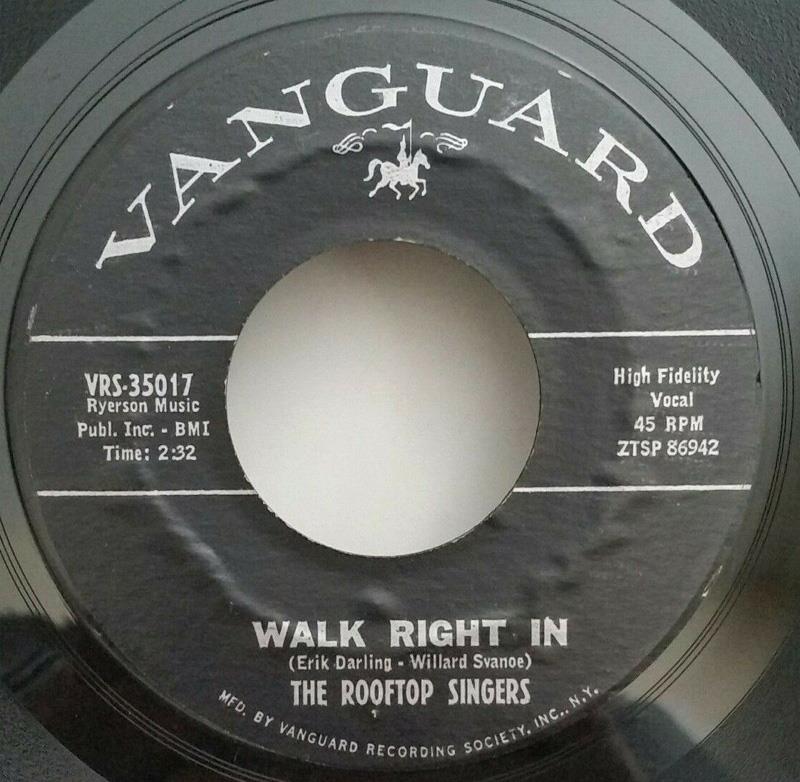 VANGUARD
VRS-35017
Ryerson Music
Publ. Inc. - BMI
Time: 2:32
High Fidelity
Vocal
45 RPM
ZTSP 86942
WALK RIGHT IN
(Erik Darling - Willard Svanoe)
THE ROOFTOP SINGERS
MFD. BY VANGUARD RECORDING SOCIETY, INC., N.Y.